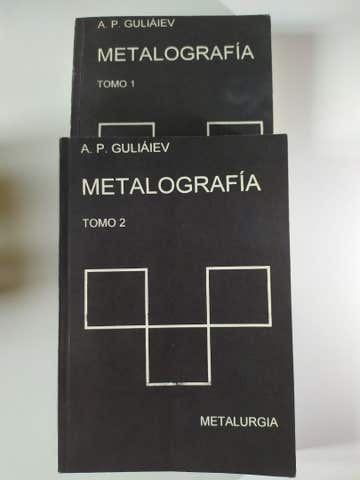 A. P. GULIÁIEV
METALOGRAFÍA
TOMO 1
A. P. GULIÁIEV
METALOGRAFÍA
TOMO 2
METALURGIA